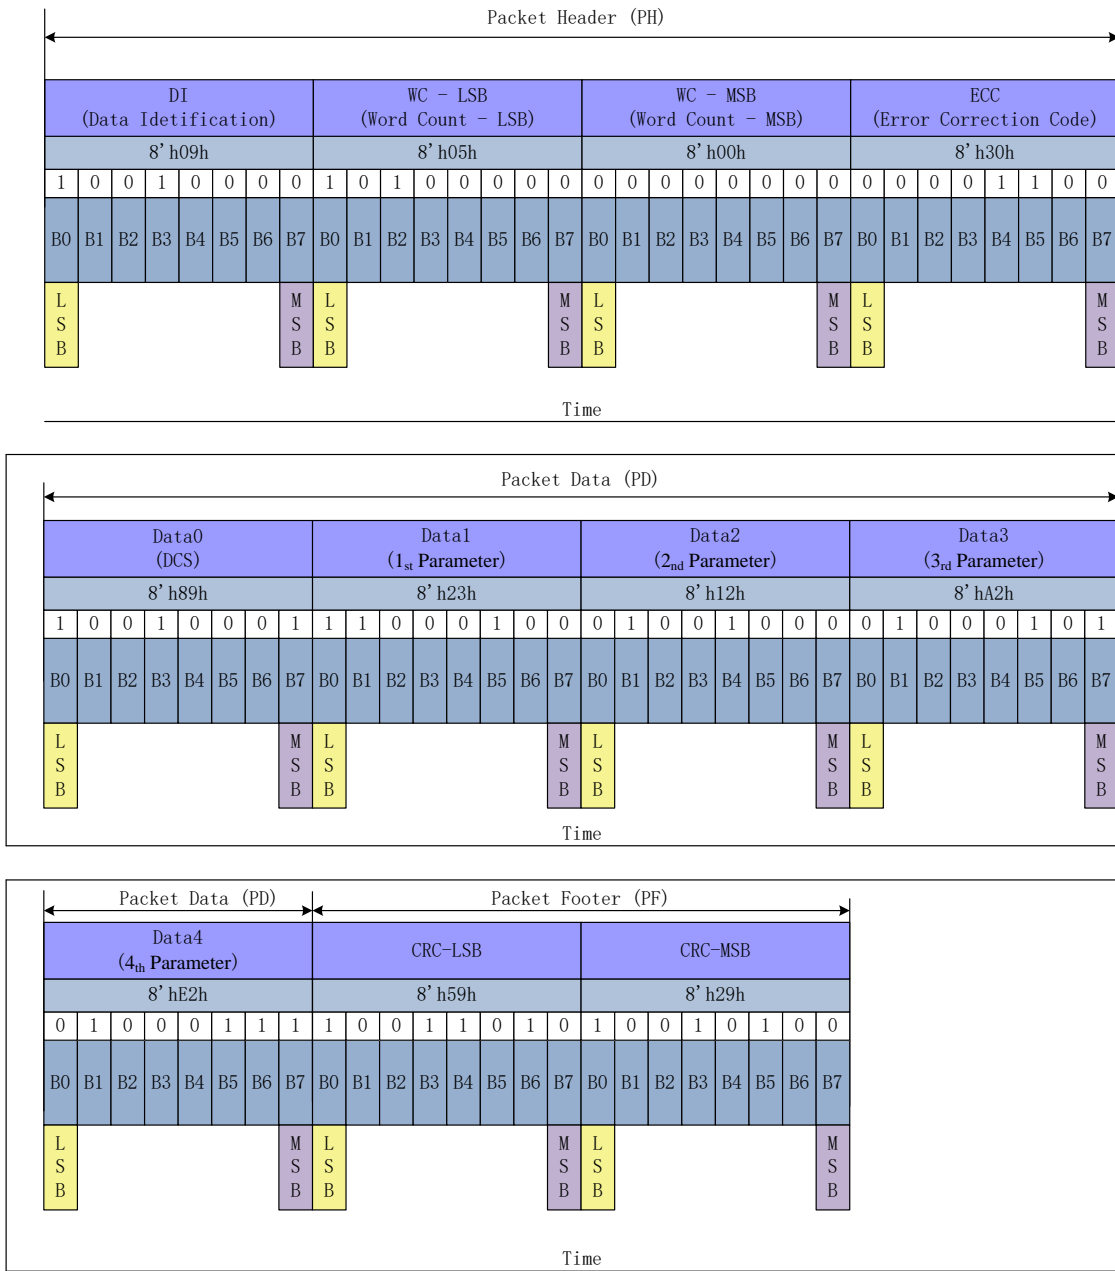 Packet Header (PH)
DI WC - LSB WC - MSB ECC
(Data Idetification) (Word Count - LSB) (Word Count - MSB) (Error Correction Code)
8'h09h 8'h05h 8'h00h 8'h30h
1 0 0 1 0 0 0 0 1 0 1 0 0 0 0 0 0 0 0 0 0 0 0 0 0 0 0 0 1 1 0 0
B0 B1 B2 B3 B4 B5 B6 B7 B0 B1 B2 B3 B4 B5 B6 B7 B0 B1 B2 B3 B4 B5 B6 B7 B0 B1 B2 B3 B4 B5 B6 B7
L M L M L M L M
S S S S S S S S
B B B B B B B B
Time
Packet Data (PD)
Data0 Data1 Data2 Data3
(DCS) (1st Parameter) (2nd Parameter) (3rd Parameter)
8'h89h 8'h23h 8'h12h 8'hA2h
1 0 0 1 0 0 0 1 1 1 0 0 0 1 0 0 0 1 0 0 1 0 0 0 0 1 0 0 0 1 0 1
B0 B1 B2 B3 B4 B5 B6 B7 B0 B1 B2 B3 B4 B5 B6 B7 B0 B1 B2 B3 B4 B5 B6 B7 B0 B1 B2 B3 B4 B5 B6 B7
L M L M L M L M
S S S S S S S S
B B B B B B B B
Time
Packet Data (PD) Packet Footer (PF)
Data4 CRC-LSB CRC-MSB
(4th Parameter)
8'hE2h 8'h59h 8'h29h
0 1 0 0 0 1 1 1 1 0 0 1 1 0 1 0 1 0 0 1 0 1 0 0
B0 B1 B2 B3 B4 B5 B6 B7 B0 B1 B2 B3 B4 B5 B6 B7 B0 B1 B2 B3 B4 B5 B6 B7
L M L M L M
S S S S S S
B B B B B B
Time